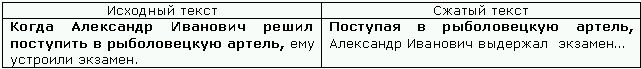 Исходный текст
Сжатый текст
Когда Александр Иванович решил
поступить в рыболовецкую артель, ему
устроили экзамен.
Поступая в рыболовецкую артель,
Александр Иванович выдержал экзамен...